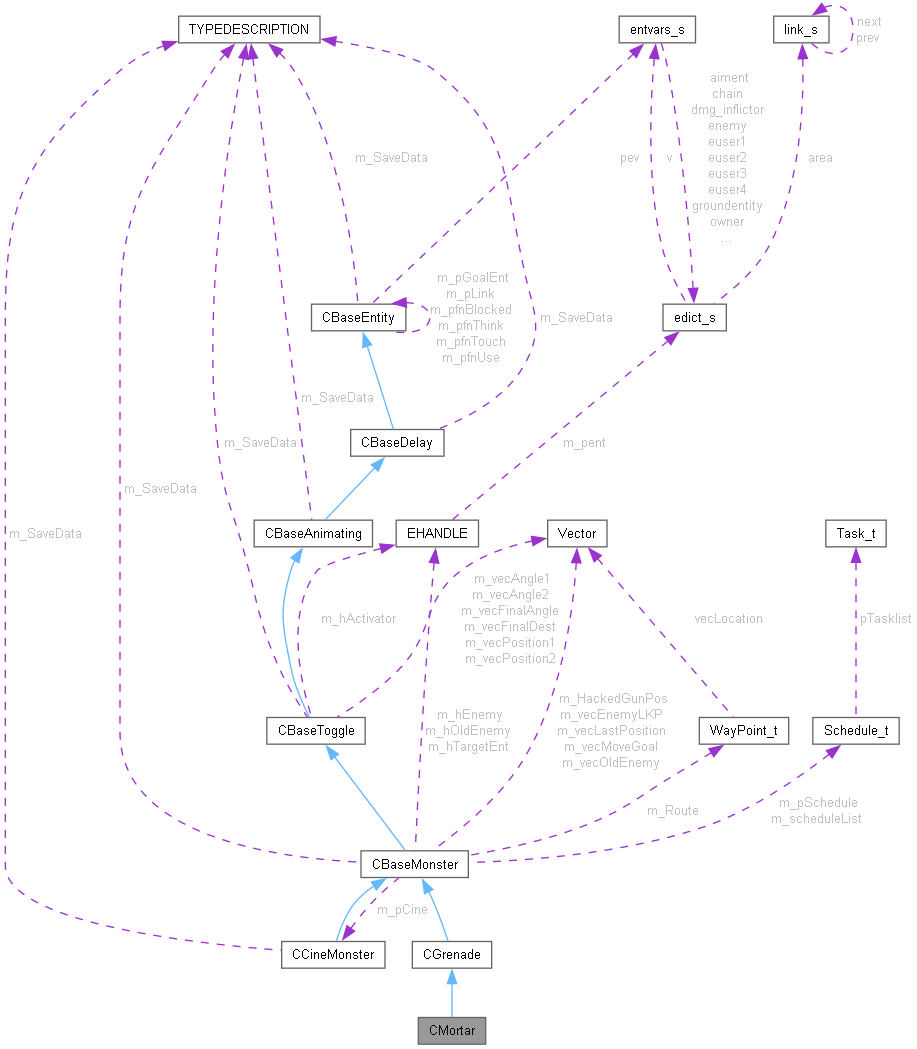 TYPEDESCRIPTION
entvars_s
link_s
next
prev
aiment
chain
dmg_inflictor
enemy
euser1
euser2
euser3
euser4
groundentity
owner
...
m_SaveData
pev
v
area
m_pGoalEnt
m_pLink
m_pfnBlocked
m_pfnThink
m_pfnTouch
m_pfnUse
CBaseEntity
m_SaveData
edict_s
m_SaveData
m_SaveData
CBaseDelay
m_pent
m_SaveData
m_SaveData
CBaseAnimating
EHANDLE
Vector
Task_t
m_hActivator
m_vecAngle1
m_vecAngle2
m_vecFinalAngle
m_vecFinalDest
m_vecPosition1
m_vecPosition2
vecLocation
pTasklist
CBaseToggle
m_hEnemy
m_hOldEnemy
m_hTargetEnt
m_HackedGunPos
m_vecEnemyLKP
m_vecLastPosition
m_vecMoveGoal
m_vecOldEnemy
WayPoint_t
Schedule_t
m_Route
m_pSchedule
m_scheduleList
CBaseMonster
m_pCine
CCineMonster
CGrenade
CMortar